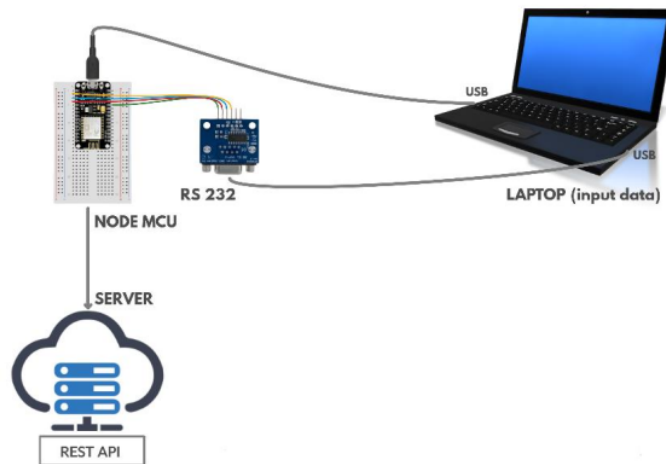 USB
USB
RS 232
LAPTOP (input data)
NODE MCU
SERVER
REST API